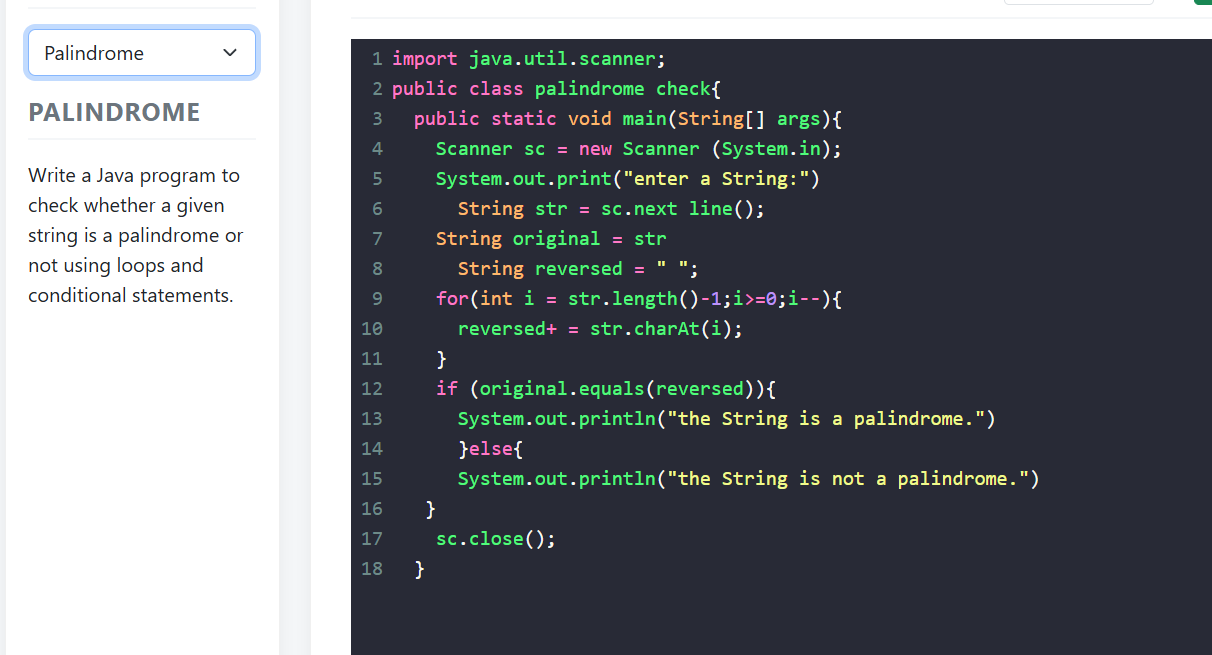 Palindrome
PALINDROME
Write a Java program to
check whether a given
string is a palindrome or
not using loops and
conditional statements.
1 import java.util.scanner;
2 public class palindrome check{
3   public static void main(String[] args){
4     Scanner sc = new Scanner (System.in);
5     System.out.print("enter a String:")
6       String str = sc.next line();
7     String original = str
8       String reversed = " ";
9     for(int i = str.length()-1;i>=0;i--){
10       reversed+ = str.charAt(i);
11     }
12     if (original.equals(reversed)){
13       System.out.println("the String is a palindrome.")
14       }else{
15       System.out.println("the String is not a palindrome.")
16    }
17     sc.close();
18   }